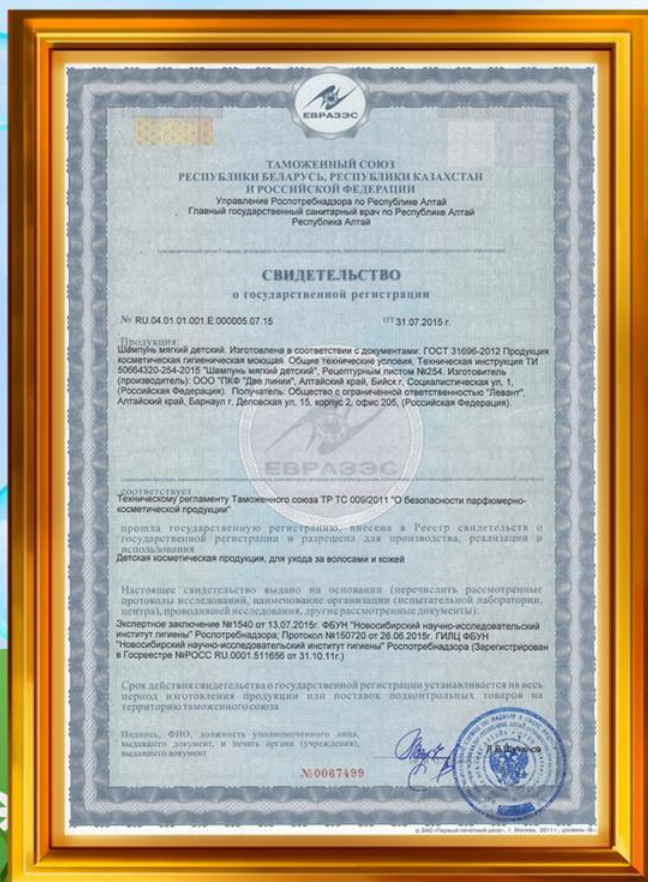 ЕВРАЗЭС
ТАМОЖЕННЫЙ СОЮЗ
РЕСПУБЛИКИ БЕЛАРУСЬ, РЕСПУБЛИКИ КАЗАХСТАН
И РОССИЙСКОЙ ФЕДЕРАЦИИ
Управление Роспотребнадзора по Республике Алтай
Главный государственный санитарный врач по Республике Алтай
Республика Алтай
СВИДЕТЕЛЬСТВО
о государственной регистрации
№ RU.04.01.01.001.E.000005.07.15 от 31.07.2015 г.
Продукция:
Шампунь мягкий детский. Изготовлена в соответствии с документами: ГОСТ 31696-2012 Продукция
косметическая гигиеническая моющая. Общие технические условия, Техническая инструкция ТИ
50664320-254-2015 "Шампунь мягкий детский", Рецептурным листом №254. Изготовитель
(производитель): ООО "ПКФ "Две линии", Алтайский край, Бийск г, Социалистическая ул, 1,
(Российская Федерация). Получатель: Общество с ограниченной ответственностью "Левант",
Алтайский край, Барнаул г, Деповская ул, 15, корпус 2, офис 205, (Российская Федерация).
ЕВРАЗЭС
соответствует
Техническому регламенту Таможенного союза ТР ТС 009/2011 "О безопасности парфюмерно-
косметической продукции"
прошла государственную регистрацию, внесена в Реестр свидетельств о
государственной регистрации и разрешена для производства, реализации и
использования
Детская косметическая продукция, для ухода за волосами и кожей
Настоящее свидетельство выдано на основании (перечислить рассмотренные
протоколы исследований, наименование организации (испытательной лаборатории,
центра), проводившей исследования, другие рассмотренные документы):
Экспертное заключение №1540 от 13.07.2015г. ФБУН "Новосибирский научно-исследовательский
институт гигиены" Роспотребнадзора; Протокол №150720 от 26.06.2015г. ГИЛЦ ФБУН
"Новосибирский научно-исследовательский институт гигиены" Роспотребнадзора (Зарегистрирован
в Госреестре №РОСС RU.0001.511656 от 31.10.11г.)
Срок действия свидетельства о государственной регистрации устанавливается на весь
период изготовления продукции или поставок подконтрольных товаров на
территорию таможенного союза
Подпись, ФИО, должность уполномоченного лица,
выдавшего документ, и печать органа (учреждения),
выдавшего документ
Л.В.Щучинов
№0067499
© ЗАО «Первый печатный двор», г. Москва, 2011 г., уровень «В»